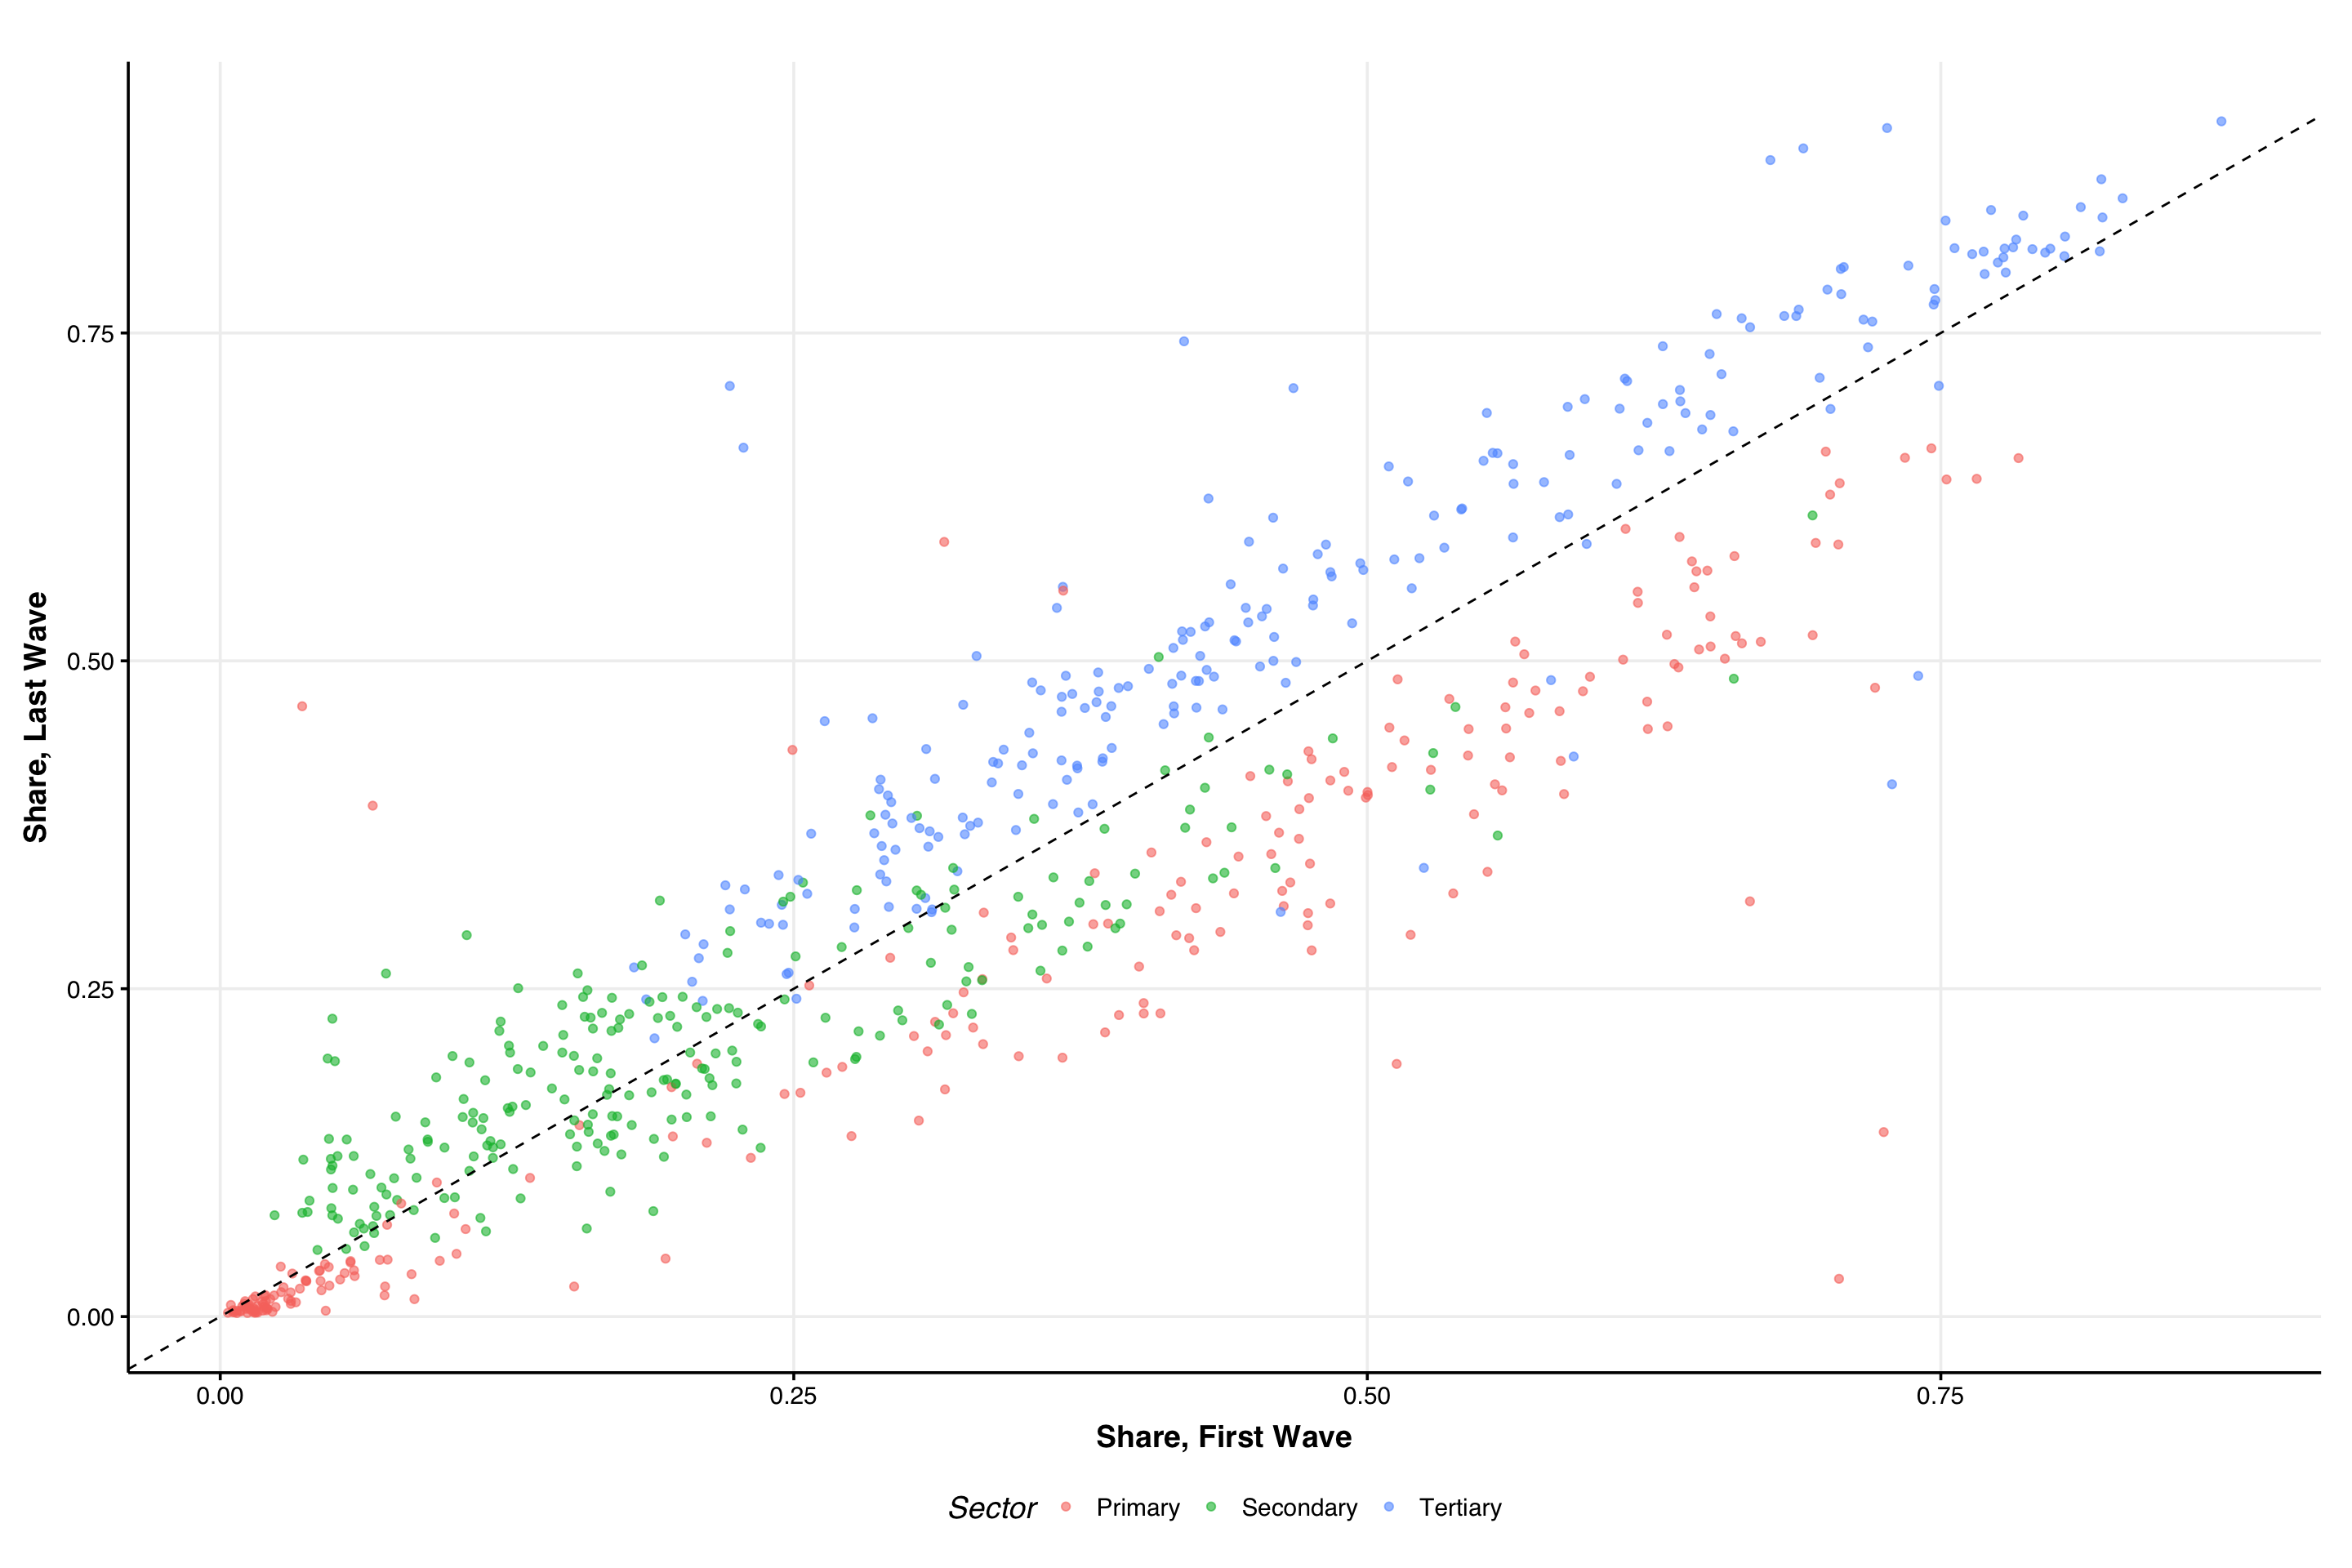 Share, Last Wave
0.75
0.50
0.25
0.00
0.00 0.25 0.50 0.75
Share, First Wave
Sector Primary Secondary Tertiary